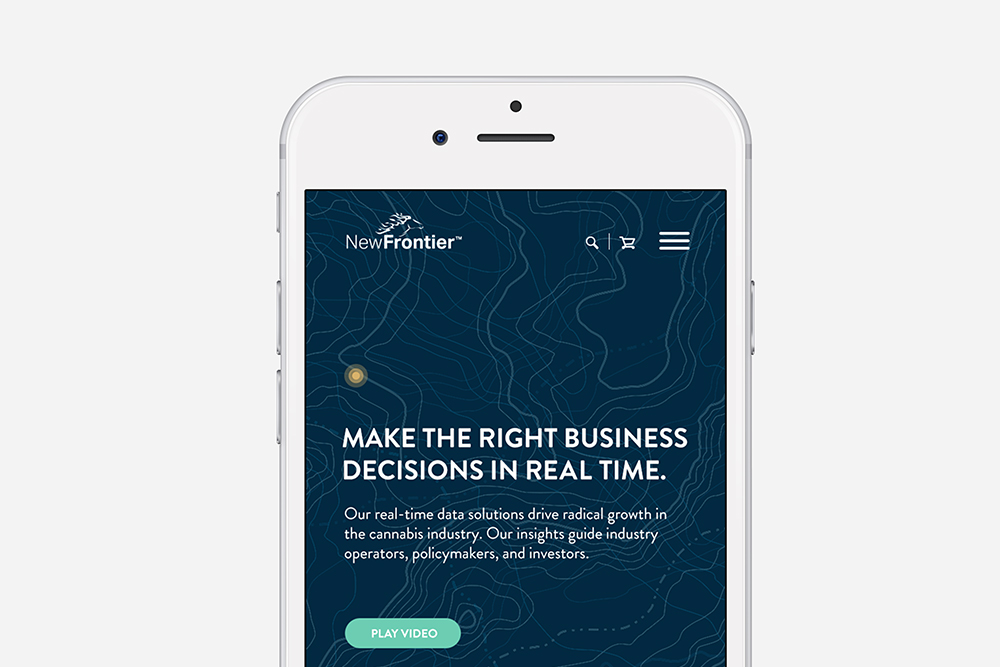 NewFrontier™
MAKE THE RIGHT BUSINESS
DECISIONS IN REAL TIME.
Our real-time data solutions drive radical growth in
the cannabis industry. Our insights guide industry
operators, policymakers, and investors.
PLAY VIDEO